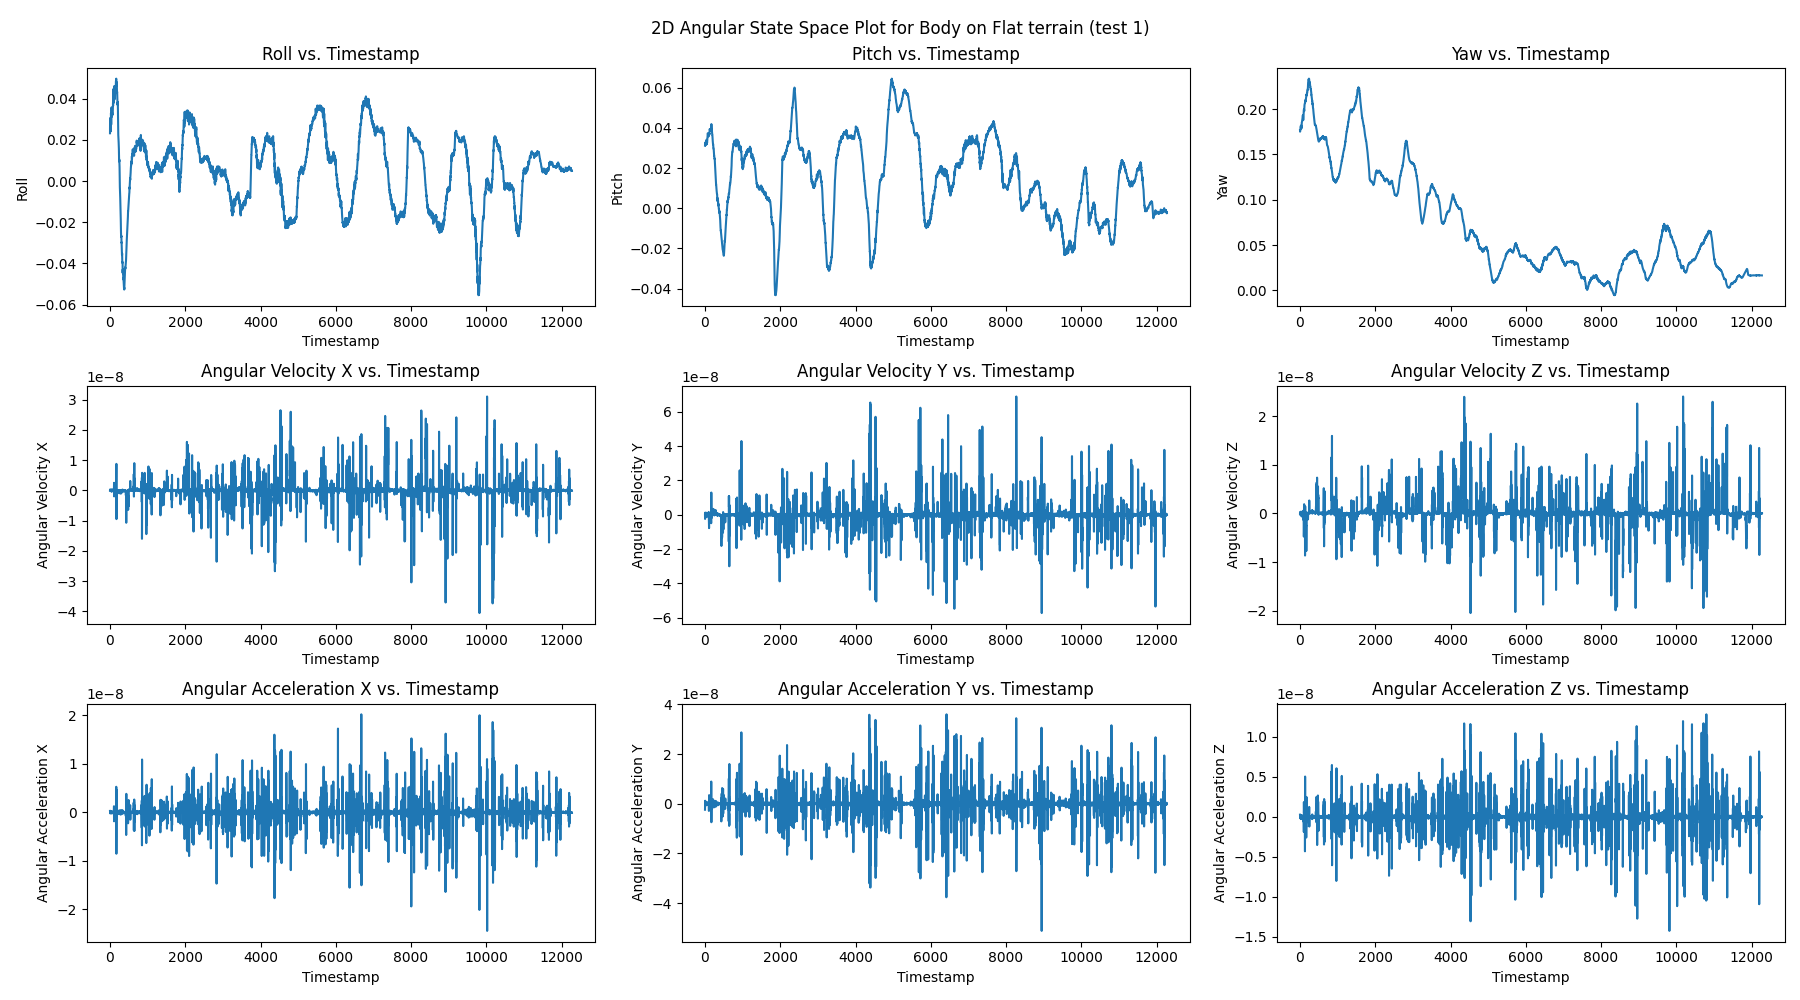 2D Angular State Space Plot for Body on Flat terrain (test 1)
Roll vs. Timestamp
Roll
0.04
0.02
0.00
−0.02
−0.04
−0.06
0 2000 4000 6000 8000 10000 12000
Timestamp
Pitch vs. Timestamp
Pitch
0.06
0.04
0.02
0.00
−0.02
−0.04
0 2000 4000 6000 8000 10000 12000
Timestamp
Yaw vs. Timestamp
Yaw
0.20
0.15
0.10
0.05
0.00
0 2000 4000 6000 8000 10000 12000
Timestamp
Angular Velocity X vs. Timestamp
1e−8
Angular Velocity X
3
2
1
0
−1
−2
−3
−4
0 2000 4000 6000 8000 10000 12000
Timestamp
Angular Velocity Y vs. Timestamp
1e−8
Angular Velocity Y
6
4
2
0
−2
−4
−6
0 2000 4000 6000 8000 10000 12000
Timestamp
Angular Velocity Z vs. Timestamp
1e−8
Angular Velocity Z
2
1
0
−1
−2
0 2000 4000 6000 8000 10000 12000
Timestamp
Angular Acceleration X vs. Timestamp
1e−8
Angular Acceleration X
2
1
0
−1
−2
0 2000 4000 6000 8000 10000 12000
Timestamp
Angular Acceleration Y vs. Timestamp
1e−8
Angular Acceleration Y
4
2
0
−2
−4
0 2000 4000 6000 8000 10000 12000
Timestamp
Angular Acceleration Z vs. Timestamp
1e−8
Angular Acceleration Z
1.0
0.5
0.0
−0.5
−1.0
−1.5
0 2000 4000 6000 8000 10000 12000
Timestamp